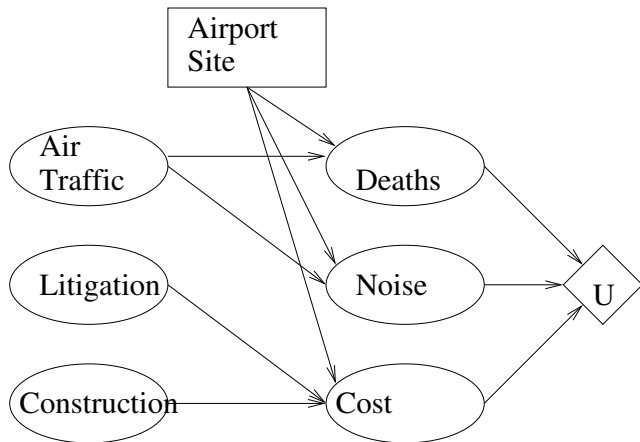 Airport
Site
Air
Traffic
Deaths
Litigation
Noise
U
Construction
Cost